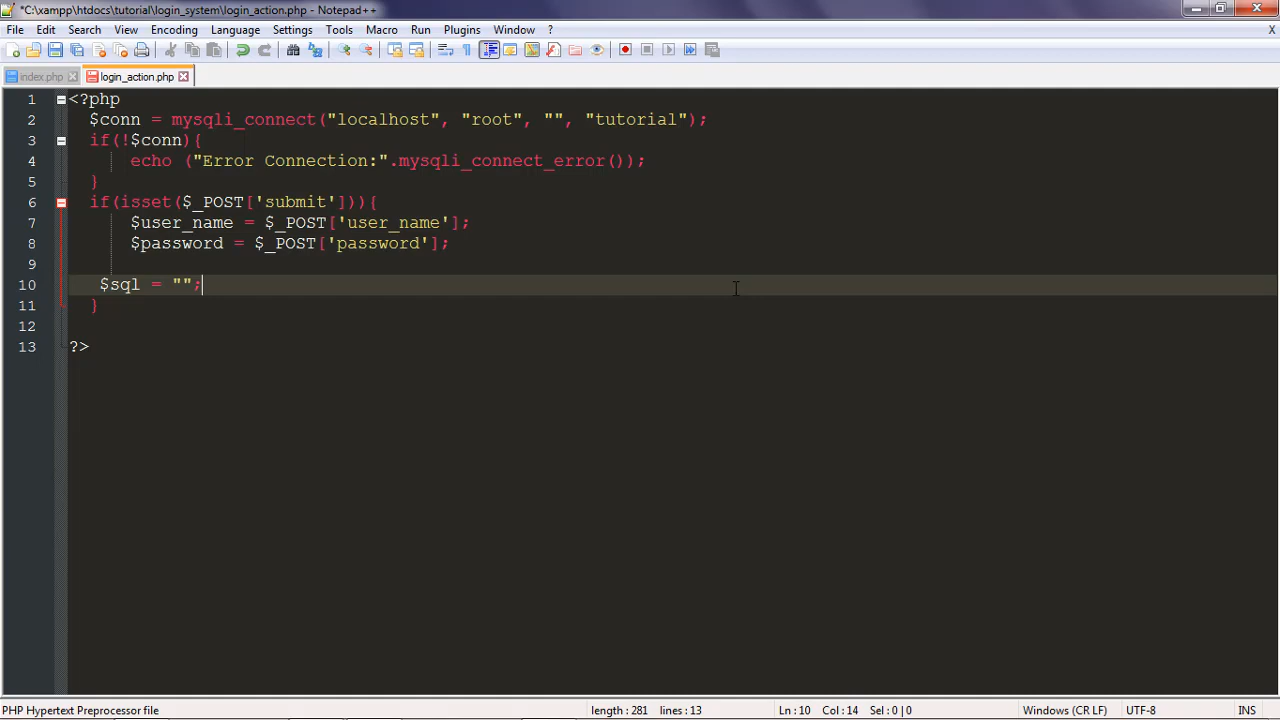 *C:\xampp\htdocs\tutorial\login_system\login_action.php - Notepad++
File Edit Search View Encoding Language Settings Tools Macro Run Plugins Window ? X
index.php login_action.php
1 <?php
2 $conn = mysqli_connect("localhost", "root", "", "tutorial");
3 if(!$conn){
4 echo ("Error Connection:".mysqli_connect_error());
5 }
6 if(isset($_POST['submit'])){
7 $user_name = $_POST['user_name'];
8 $password = $_POST['password'];
9
10 $sql = "";
11 }
12
13 ?>
PHP Hypertext Preprocessor file length : 281 lines : 13 Ln : 10 Col : 14 Sel : 0 | 0 Windows (CR LF) UTF-8 INS